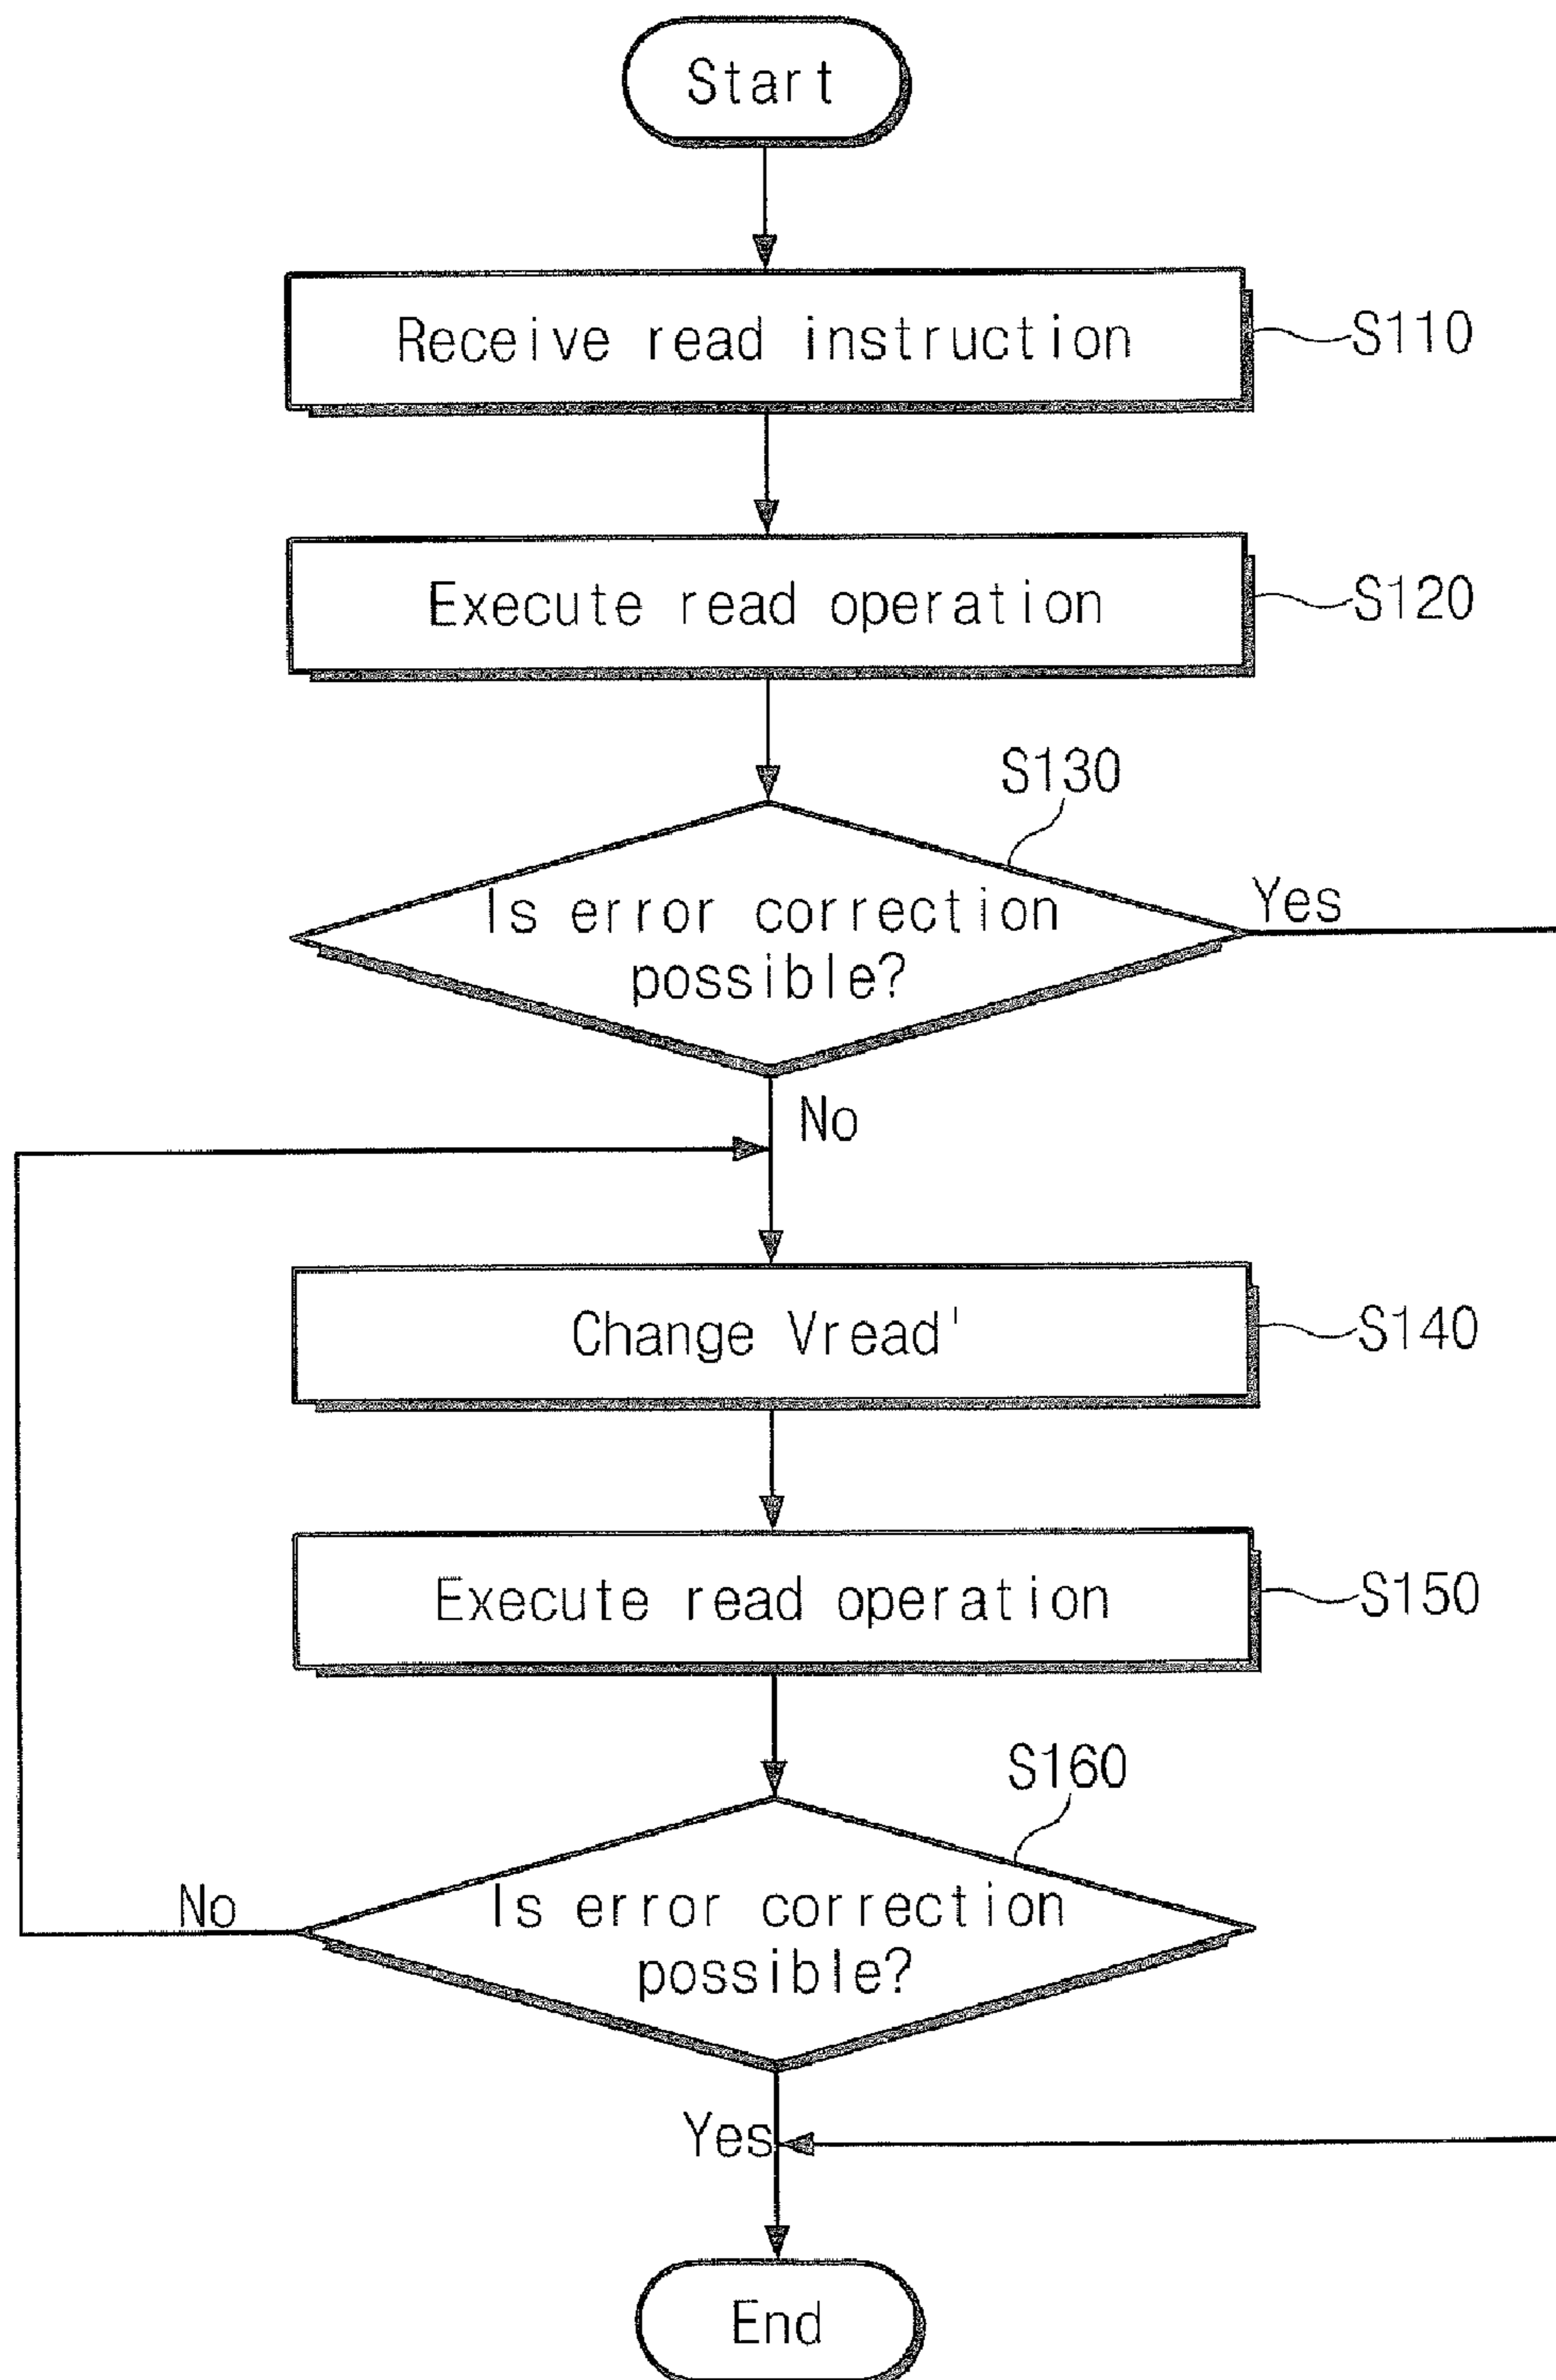 Start
Receive read instruction
S110
Execute read operation
S120
S130
Is error correction
possible?
Yes
No
Change Vread'
S140
Execute read operation
S150
S160
Is error correction
possible?
No
Yes
End